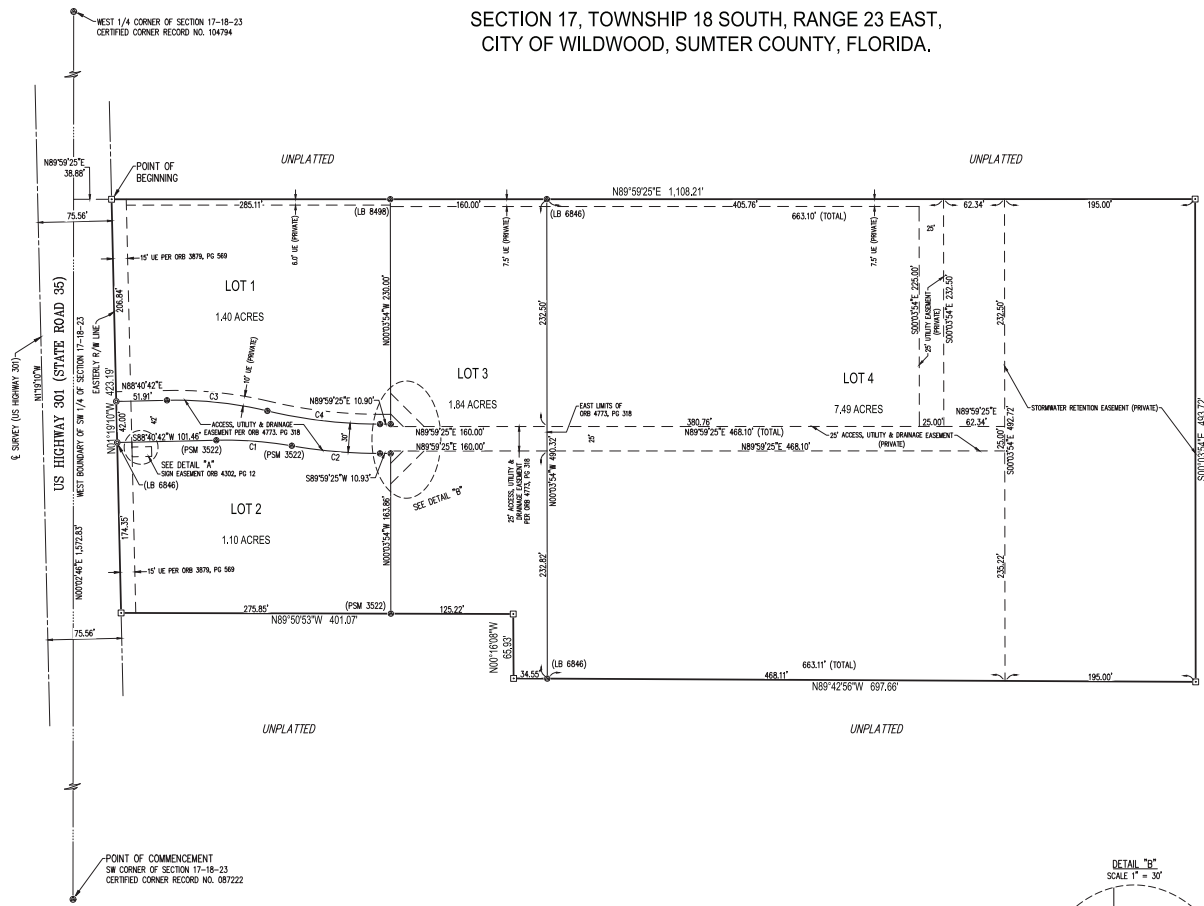 SECTION 17, TOWNSHIP 18 SOUTH, RANGE 23 EAST,
CITY OF WILDWOOD, SUMTER COUNTY, FLORIDA.
WEST 1/4 CORNER OF SECTION 17-18-23
CERTIFIED CORNER RECORD NO. 104794
N89°59'25"E
38.88'
POINT OF
BEGINNING
UNPLATTED
UNPLATTED
N89°59'25"E 1,108.21'
75.56'
285.11'
(LB 8498)
160.00'
(LB 6846)
405.76'
663.10' (TOTAL)
62.34'
195.00'
6.0' UE (PRIVATE)
7.5' UE (PRIVATE)
7.5' UE (PRIVATE)
25'
15' UE PER ORB 3879, PG 569
LOT 1
1.40 ACRES
206.84'
EASTERLY R/W LINE
N00°03'54"W 230.00'
232.50'
S00°03'54"E 225.00'
25' UTILITY EASEMENT
(PRIVATE)
S00°03'54"E 232.50'
232.50'
℄ SURVEY (US HIGHWAY 301)
N1°19'10"W
US HIGHWAY 301 (STATE ROAD 35)
WEST BOUNDARY OF SW 1/4 OF SECTION 17-18-23
N00°02'46"E 1,572.83'
N01°19'10"W 423.19'
N88°40'42"E
51.91'
C3
10' UE (PRIVATE)
C4
N89°59'25"E 10.90'
LOT 3
1.84 ACRES
LOT 4
7.49 ACRES
EAST LIMITS OF
ORB 4773, PG 318
STORMWATER RETENTION EASEMENT (PRIVATE)
S00°03'54"E 493.72'
42.00'
42'
ACCESS, UTILITY & DRAINAGE
EASEMENT PER ORB 4773, PG 318
30'
S88°40'42"W 101.46'
(PSM 3522)
C1
(PSM 3522)
C2
N89°59'25"E 160.00'
N89°59'25"E 160.00'
380.76'
N89°59'25"E 468.10' (TOTAL)
N89°59'25"E 468.10'
25.00'
N89°59'25"E
62.34'
25.00'
S00°03'54"E 492.72'
25' ACCESS, UTILITY & DRAINAGE EASEMENT
(PRIVATE)
25'
SEE DETAIL "A"
SIGN EASEMENT ORB 4302, PG 12
(LB 6846)
S89°59'25"W 10.93'
SEE DETAIL "B"
25' ACCESS, UTILITY &
DRAINAGE EASEMENT
PER ORB 4773, PG 318
N00°03'54"W 490.32'
LOT 2
1.10 ACRES
174.35'
N00°03'54"W 163.86'
232.82'
235.22'
15' UE PER ORB 3879, PG 569
75.56'
275.85'
(PSM 3522)
125.22'
N89°50'53"W 401.07'
N00°16'08"W
65.93'
34.55'
(LB 6846)
663.11' (TOTAL)
468.11'
N89°42'56"W 697.66'
195.00'
UNPLATTED
UNPLATTED
POINT OF COMMENCEMENT
SW CORNER OF SECTION 17-18-23
CERTIFIED CORNER RECORD NO. 087222
DETAIL "B"
SCALE 1" = 30'